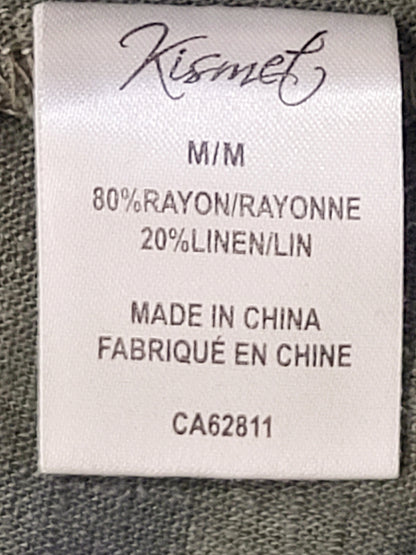 Kismet
M/M
80%RAYON/RAYONNE
20%LINEN/LIN
MADE IN CHINA
FABRIQUÉ EN CHINE
CA62811